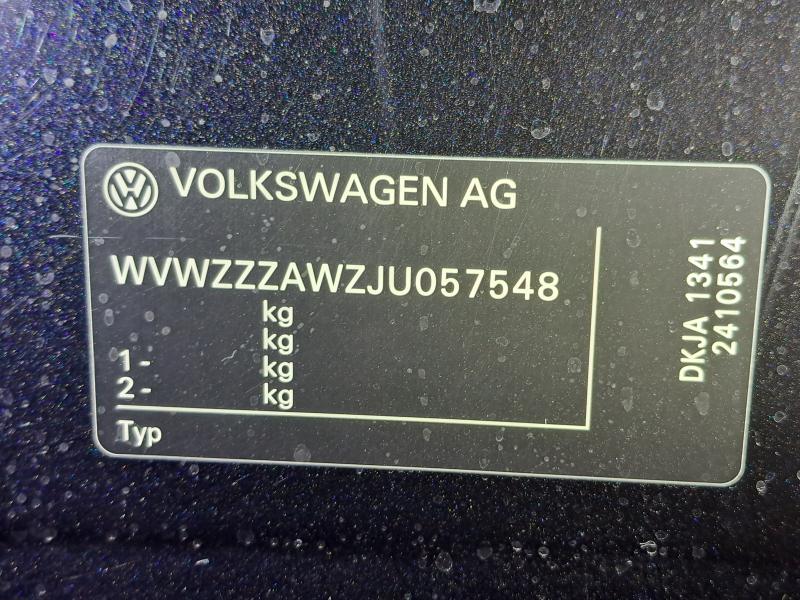 VOLKSWAGEN AG
WVWZZZAWZJU057548
kg
kg
1- kg
2- kg
Typ
DKJA 1341
2410564